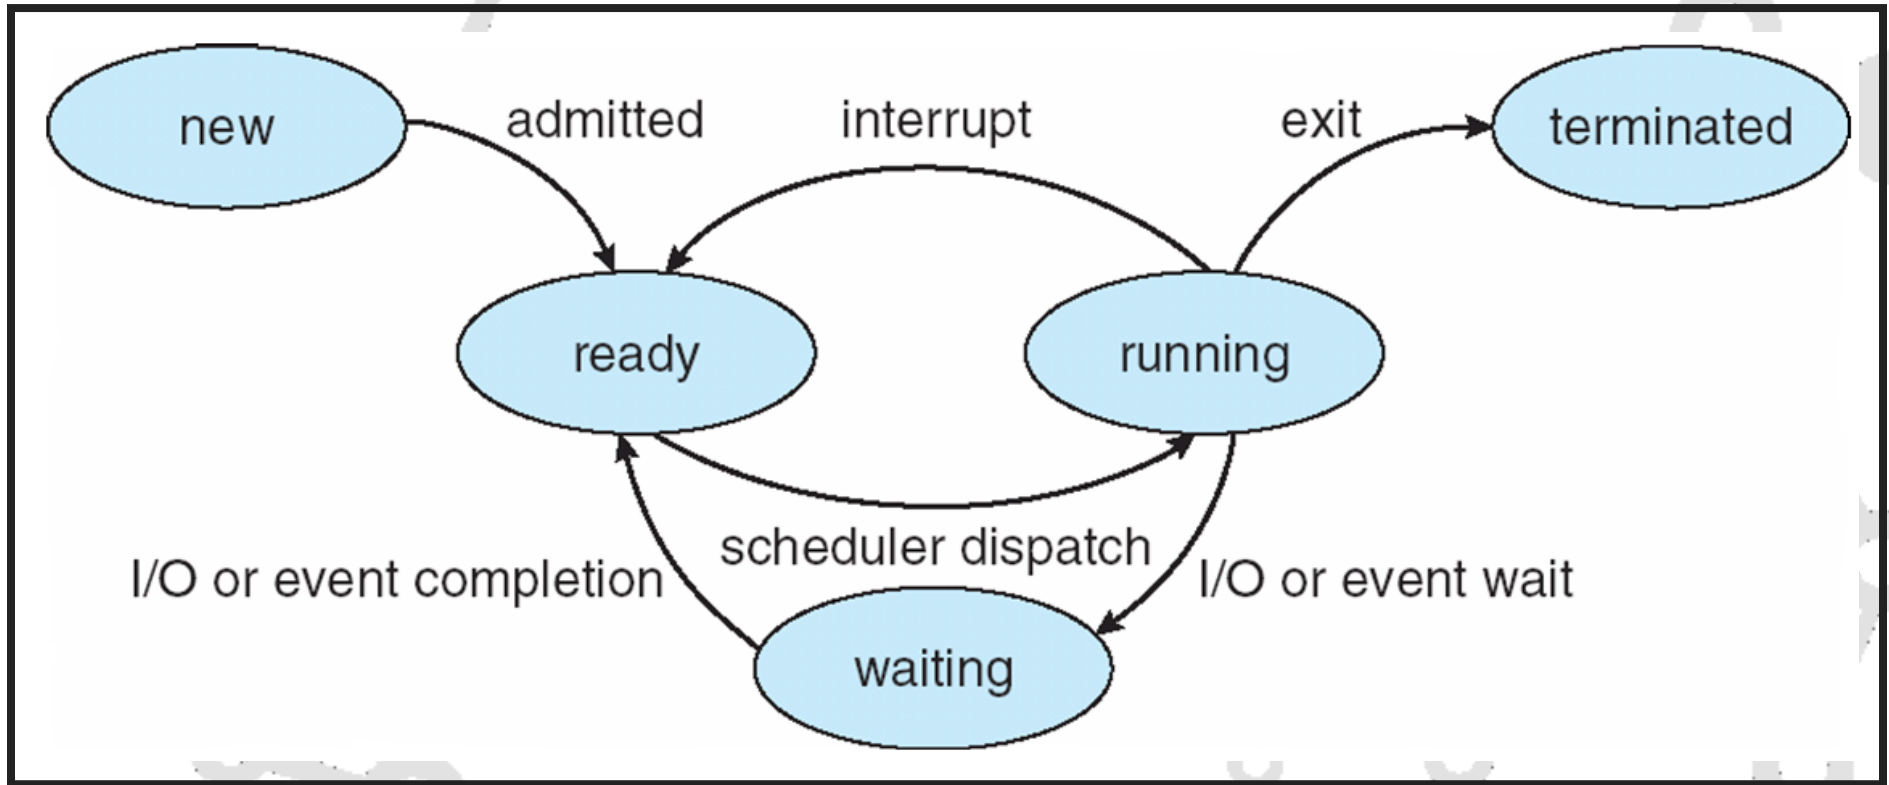 new
admitted
interrupt
exit
terminated
ready
running
scheduler dispatch
I/O or event completion
I/O or event wait
waiting